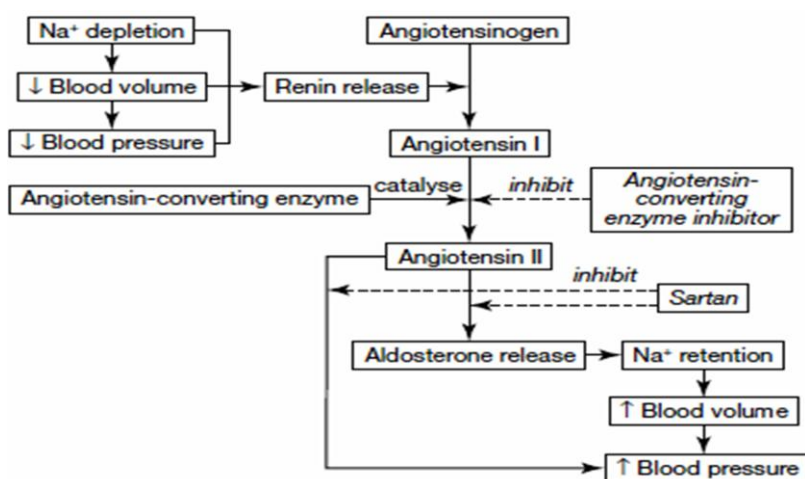 Na⁺ depletion
Angiotensinogen
↓ Blood volume
Renin release
↓ Blood pressure
Angiotensin I
Angiotensin-converting enzyme
catalyse
inhibit
Angiotensin-
converting
enzyme inhibitor
Angiotensin II
inhibit
Sartan
Aldosterone release
Na⁺ retention
↑ Blood volume
↑ Blood pressure